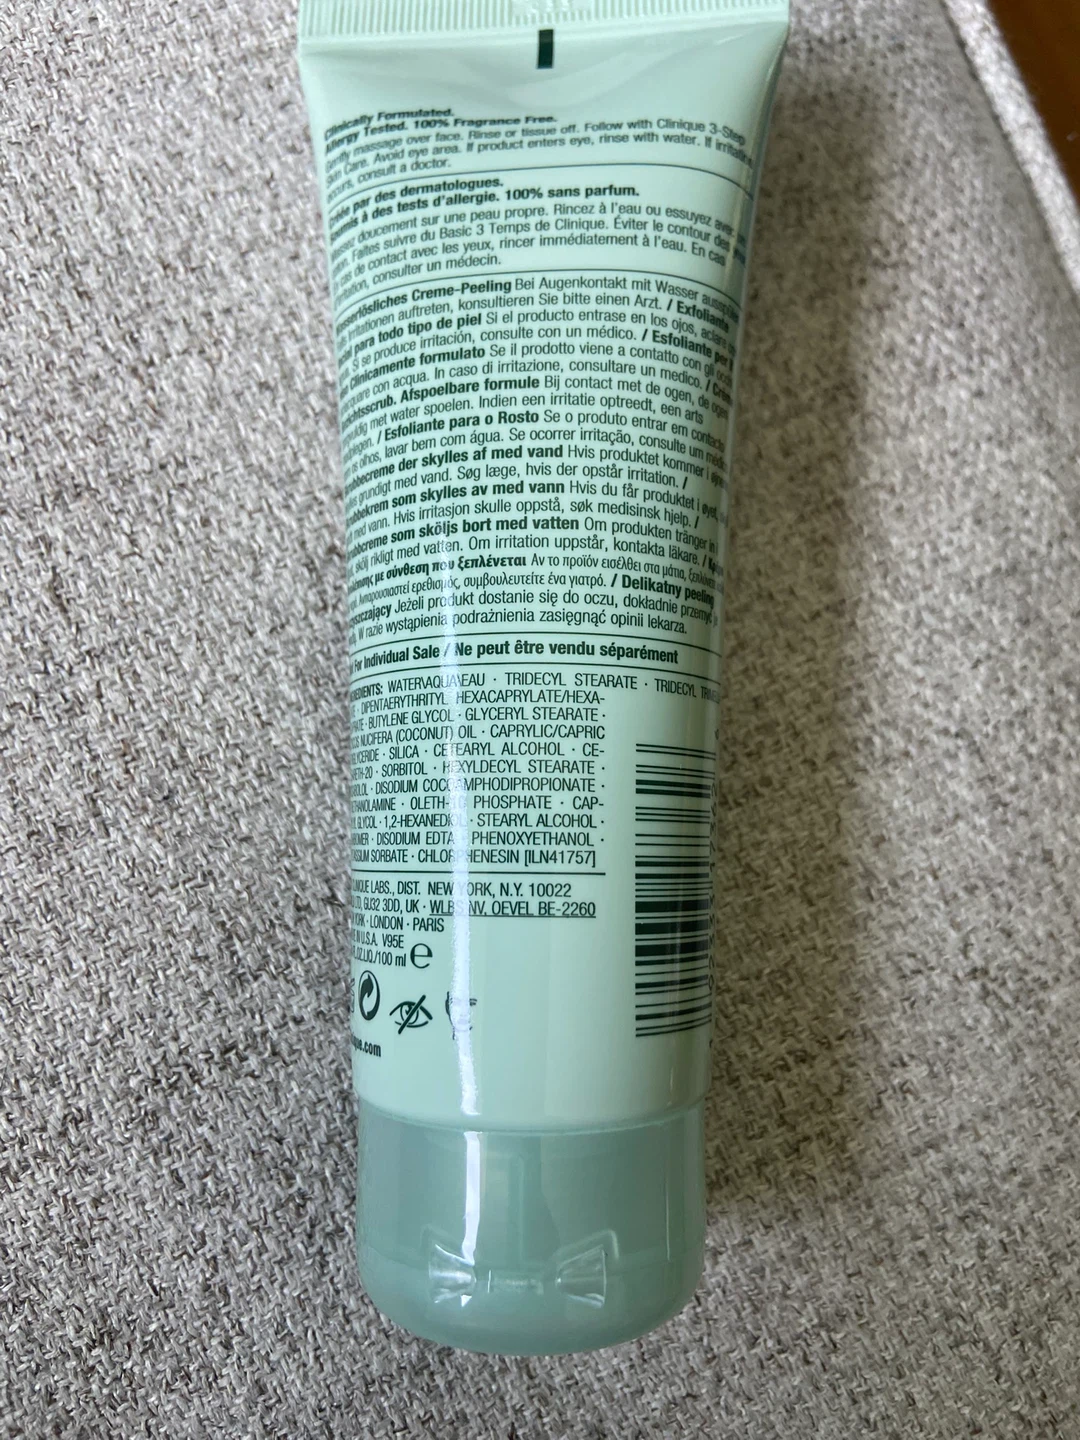 Clinically Formulated.
Allergy Tested. 100% Fragrance Free.
Gently massage over face. Rinse or tissue off. Follow with Clinique 3-Step
Skin Care. Avoid eye area. If product enters eye, rinse with water. If
occurs, consult a doctor.
Créée par des dermatologues.
Soumis à des tests d'allergie. 100% sans parfum.
doucement sur une peau propre. Rincez à l'eau ou essuyez
Faites suivre du Basic 3 Temps de Clinique. Éviter le contour des
En cas de contact avec les yeux, rincer immédiatement à l'eau. En cas
consulter un médecin.
Creme-Peeling Bei Augenkontakt mit Wasser
Irritationen auftreten, konsultieren Sie bitte einen Arzt. / Exfoliante
para todo tipo de piel Si el producto entrase en los ojos,
Si se produce irritación, consulte con un médico. / Esfoliante per
Clinicamente formulato Se il prodotto viene a contatto con gli
con acqua. In caso di irritazione, consultare un medico. /
Afspoelbare formule Bij contact met de ogen, de ogen
met water spoelen. Indien een irritatie optreedt, een arts
/ Esfoliante para o Rosto Se o produto entrar em
os olhos, lavar bem com água. Se ocorrer irritação, consulte um
der skylles af med vand Hvis produktet kommer i
grundigt med vand. Søg læge, hvis der opstår irritation. /
som skylles av med vann Hvis du får produktet i
med vann. Hvis irritasjon skulle oppstå, søk medisinsk hjelp. /
som sköljs bort med vatten Om produkten tränger in i
skölj rikligt med vatten. Om irritation uppstår, kontakta läkare. /
με σύνθεση που ξεπλένεται Αν το προϊόν εισέλθει στα μάτια,
ερεθισμός, συμβουλευτείτε ένα γιατρό. / Delikatny peeling
Jeżeli produkt dostanie się do oczu, dokładnie
W razie wystąpienia podrażnienia zasięgnąć opinii lekarza.
For Individual Sale / Ne peut être vendu séparément
WATER\AQUA\EAU · TRIDECYL STEARATE · TRIDECYL
· DIPENTAERYTHRITYL HEXACAPRYLATE/HEXA-
· BUTYLENE GLYCOL · GLYCERYL STEARATE ·
NUCIFERA (COCONUT) OIL · CAPRYLIC/CAPRIC
· SILICA · CETEARYL ALCOHOL · CE-
· SORBITOL · HEXYLDECYL STEARATE ·
· DISODIUM COCOAMPHODIPROPIONATE ·
· OLETH-10 PHOSPHATE · CAP-
GLYCOL · 1,2-HEXANEDIOL · STEARYL ALCOHOL ·
· DISODIUM EDTA · PHENOXYETHANOL ·
SORBATE · CHLORPHENESIN [ILN41757]
CLINIQUE LABS., DIST. NEW YORK, N.Y. 10022
LTD, GU32 3DD, UK · WLBS NV, OEVEL BE-2260
YORK · LONDON · PARIS
IN U.S.A. V95E
OZ.LIQ./100 ml e